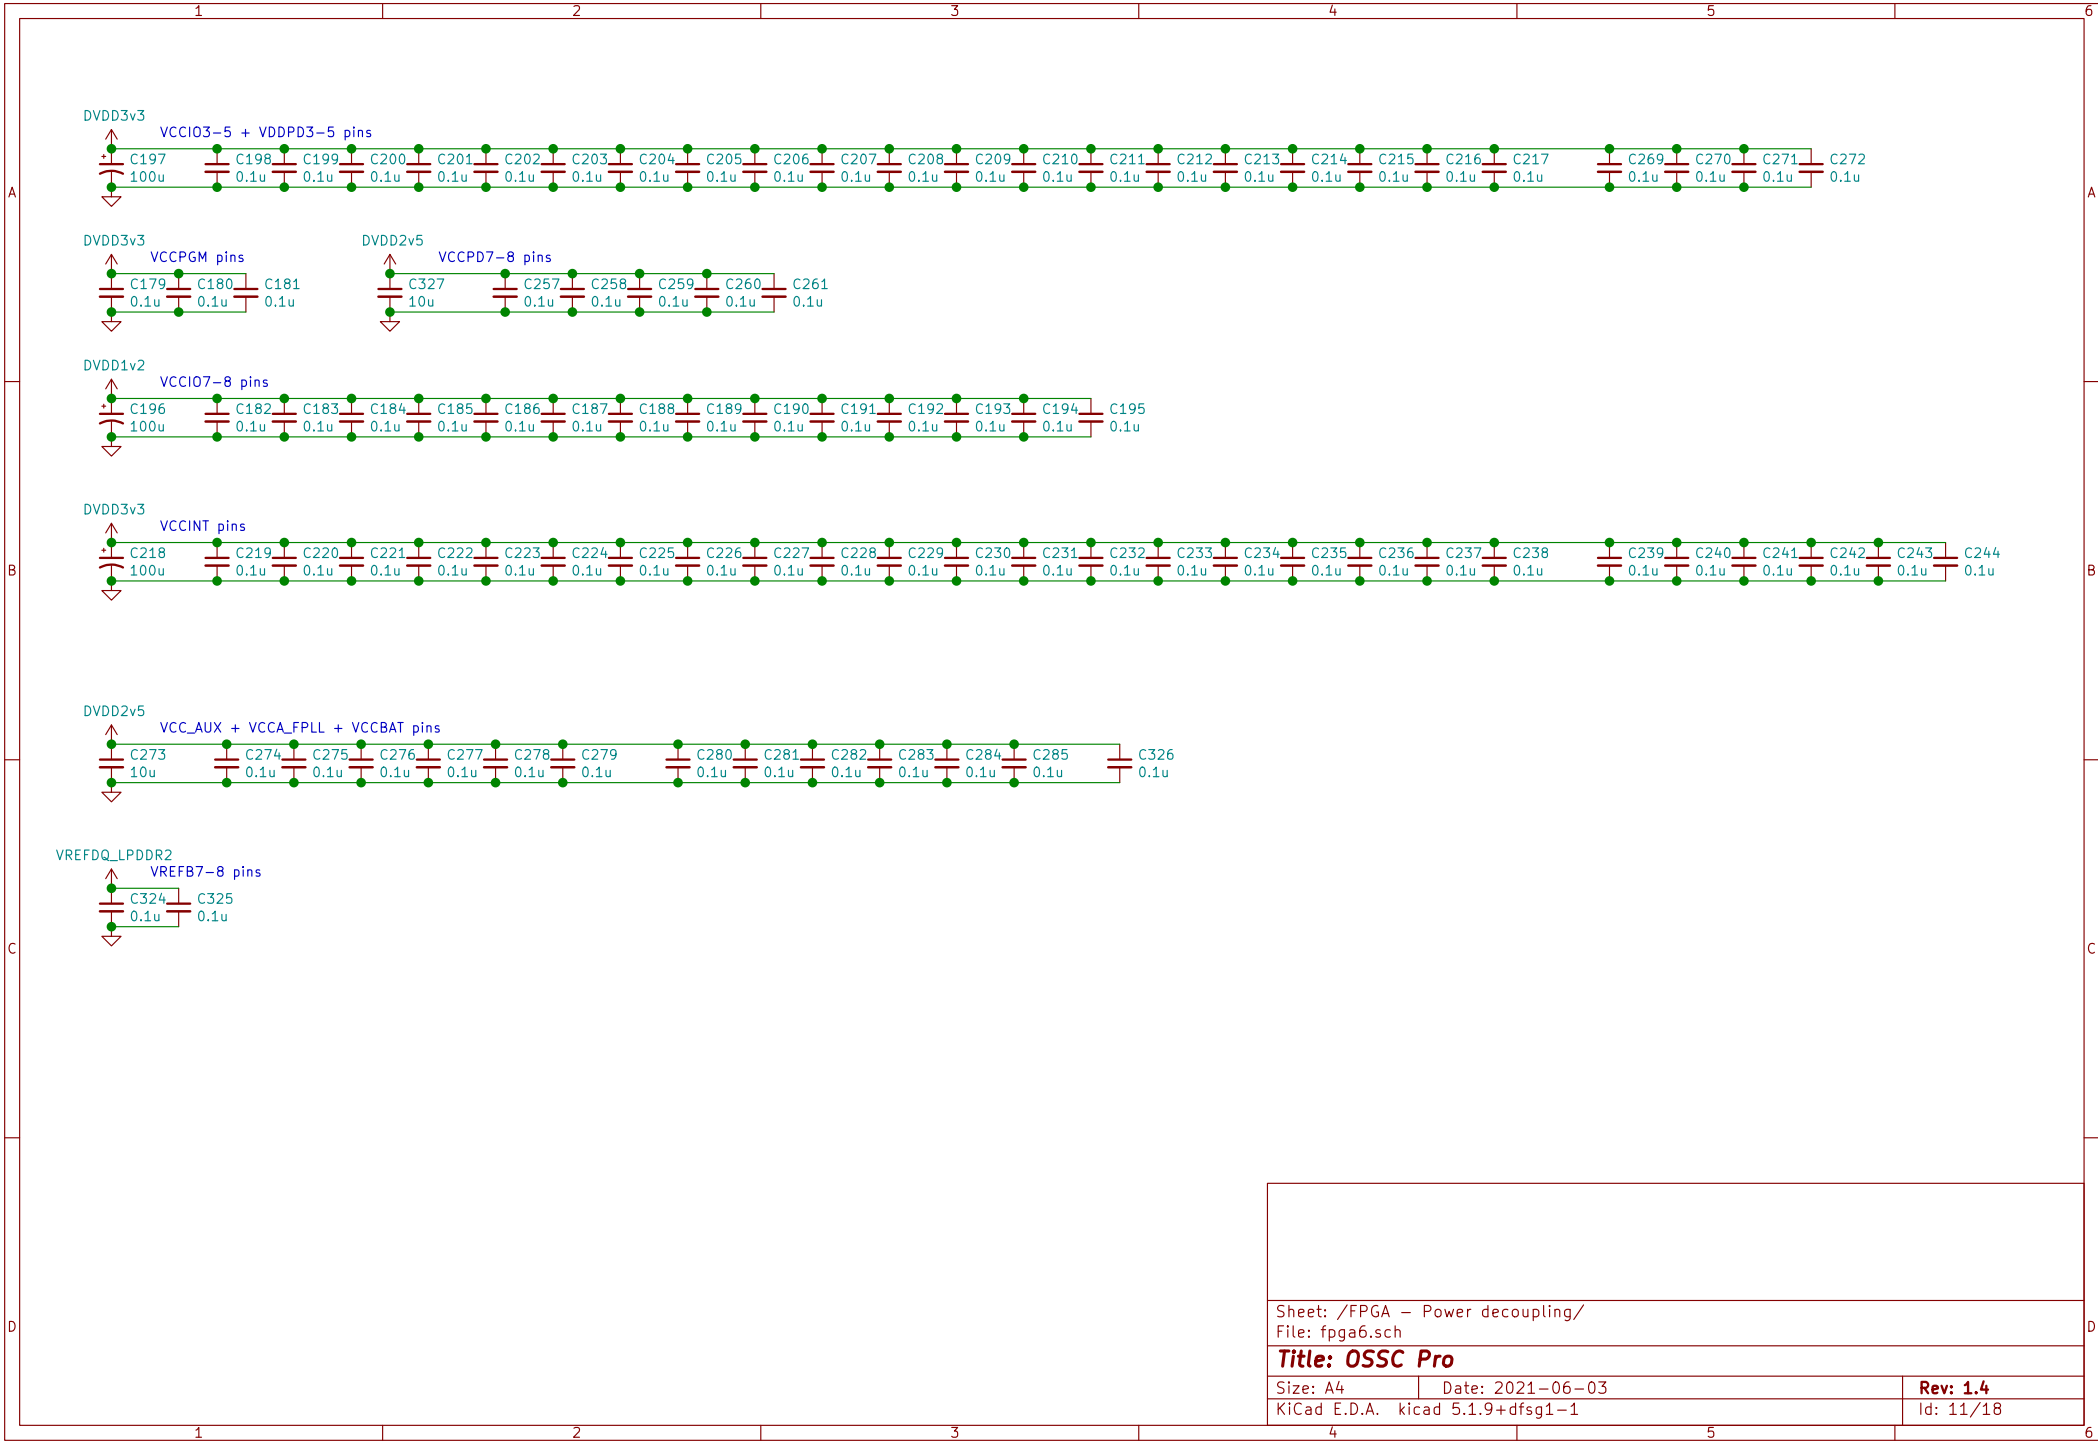 1 2 3 4 5 6
DVDD3v3
VCCIO3-5 + VDDPD3-5 pins
+ C197 C198 C199 C200 C201 C202 C203 C204 C205 C206 C207 C208 C209 C210 C211 C212 C213 C214 C215 C216 C217 C269 C270 C271 C272
100u 0.1u 0.1u 0.1u 0.1u 0.1u 0.1u 0.1u 0.1u 0.1u 0.1u 0.1u 0.1u 0.1u 0.1u 0.1u 0.1u 0.1u 0.1u 0.1u 0.1u 0.1u 0.1u 0.1u 0.1u
A A
DVDD3v3 DVDD2v5
VCCPGM pins VCCPD7-8 pins
C179 C180 C181 C327 C257 C258 C259 C260 C261
0.1u 0.1u 0.1u 10u 0.1u 0.1u 0.1u 0.1u 0.1u
DVDD1v2
VCCIO7-8 pins
+ C196 C182 C183 C184 C185 C186 C187 C188 C189 C190 C191 C192 C193 C194 C195
100u 0.1u 0.1u 0.1u 0.1u 0.1u 0.1u 0.1u 0.1u 0.1u 0.1u 0.1u 0.1u 0.1u 0.1u
DVDD3v3
VCCINT pins
+ C218 C219 C220 C221 C222 C223 C224 C225 C226 C227 C228 C229 C230 C231 C232 C233 C234 C235 C236 C237 C238 C239 C240 C241 C242 C243 C244
B 100u 0.1u 0.1u 0.1u 0.1u 0.1u 0.1u 0.1u 0.1u 0.1u 0.1u 0.1u 0.1u 0.1u 0.1u 0.1u 0.1u 0.1u 0.1u 0.1u 0.1u 0.1u 0.1u 0.1u 0.1u 0.1u 0.1u B
DVDD2v5
VCC_AUX + VCCA_FPLL + VCCBAT pins
C273 C274 C275 C276 C277 C278 C279 C280 C281 C282 C283 C284 C285 C326
10u 0.1u 0.1u 0.1u 0.1u 0.1u 0.1u 0.1u 0.1u 0.1u 0.1u 0.1u 0.1u 0.1u
VREFDQ_LPDDR2
VREFB7-8 pins
C324 C325
0.1u 0.1u
C C
Sheet: /FPGA - Power decoupling/
D D
File: fpga6.sch
Title: OSSC Pro
Size: A4 Date: 2021-06-03 Rev: 1.4
KiCad E.D.A. kicad 5.1.9+dfsg1-1 Id: 11/18
1 2 3 4 5 6